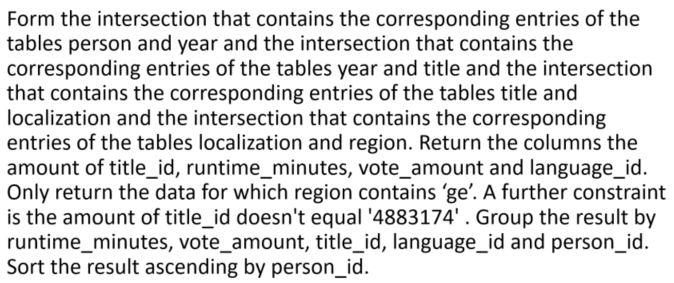 Form the intersection that contains the corresponding entries of the
tables person and year and the intersection that contains the
corresponding entries of the tables year and title and the intersection
that contains the corresponding entries of the tables title and
localization and the intersection that contains the corresponding
entries of the tables localization and region. Return the columns the
amount of title_id, runtime_minutes, vote_amount and language_id.
Only return the data for which region contains ‘ge’. A further constraint
is the amount of title_id doesn't equal '4883174' . Group the result by
runtime_minutes, vote_amount, title_id, language_id and person_id.
Sort the result ascending by person_id.